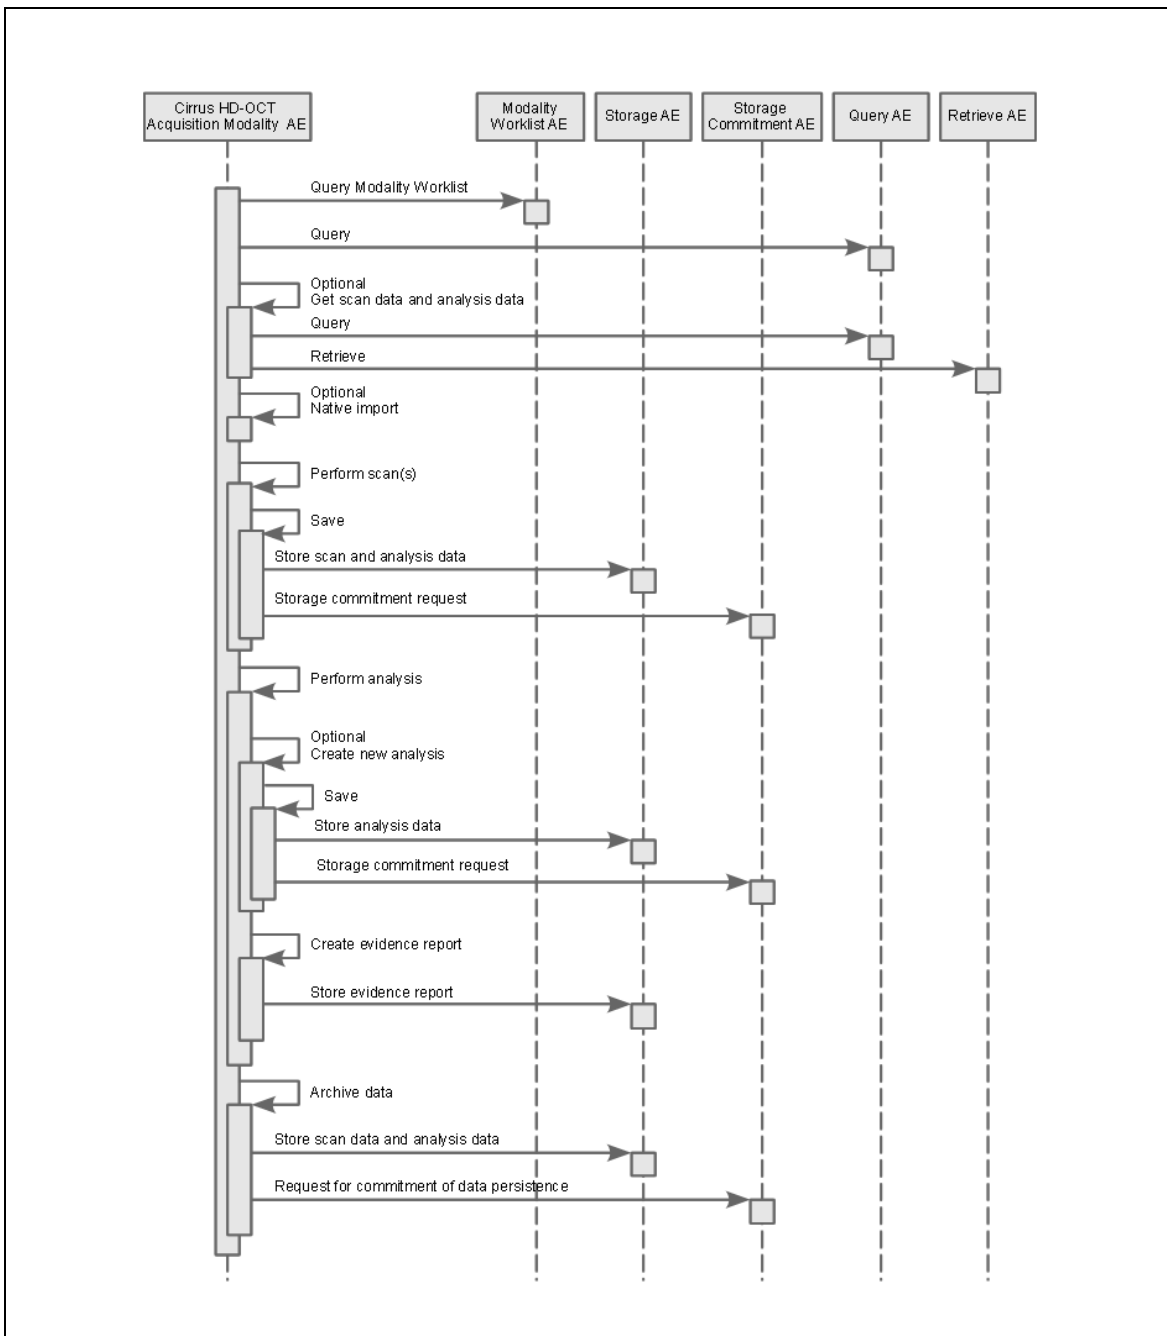 Cirrus HD-OCT
Acquisition Modality AE
Modality
Worklist AE
Storage AE
Storage
Commitment AE
Query AE
Retrieve AE
Query Modality Worklist
Query
Optional
Get scan data and analysis data
Query
Retrieve
Optional
Native import
Perform scan(s)
Save
Store scan and analysis data
Storage commitment request
Perform analysis
Optional
Create new analysis
Save
Store analysis data
Storage commitment request
Create evidence report
Store evidence report
Archive data
Store scan data and analysis data
Request for commitment of data persistence